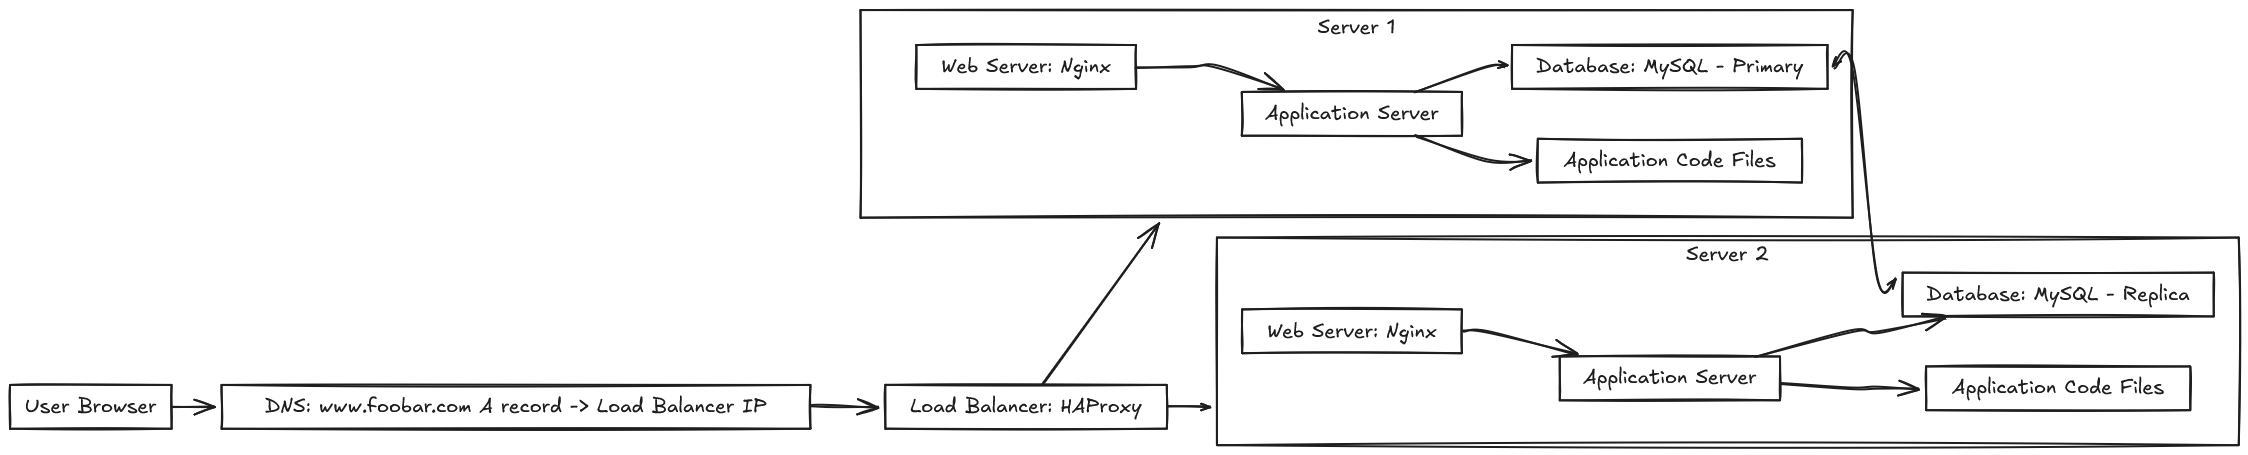 Server 1
Web Server: Nginx
Application Server
Database: MySQL - Primary
Application Code Files
Server 2
Web Server: Nginx
Application Server
Database: MySQL - Replica
Application Code Files
User Browser
DNS: www.foobar.com A record -> Load Balancer IP
Load Balancer: HAProxy